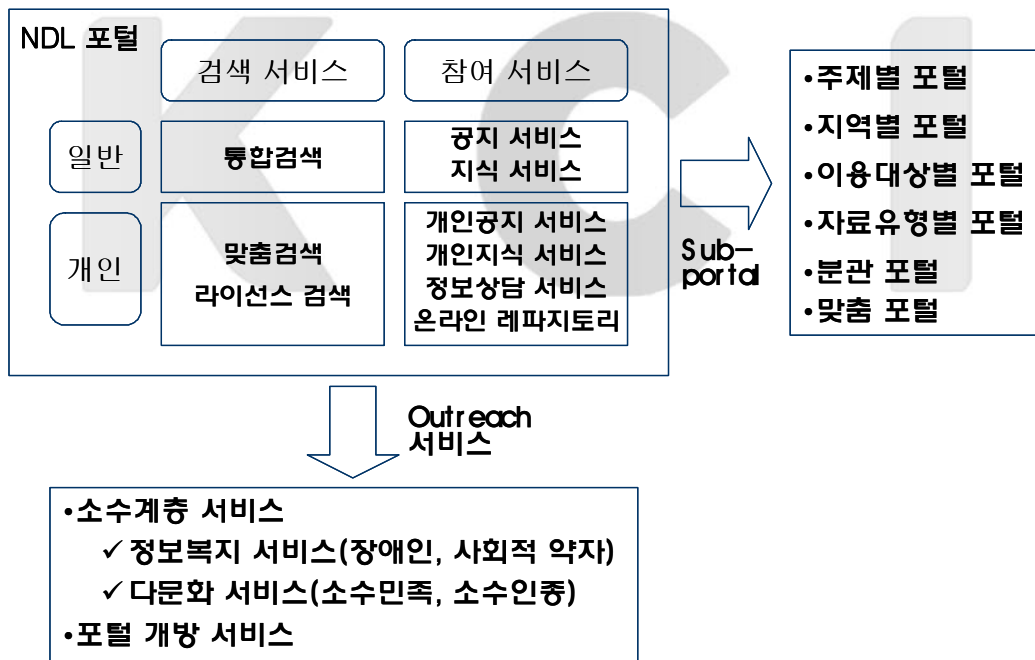 NDL 포털
검색 서비스
참여 서비스
일반
통합검색
공지 서비스
지식 서비스
개인
맞춤검색
라이선스 검색
개인공지 서비스
개인지식 서비스
정보상담 서비스
온라인 레파지토리
Sub-
portal
•주제별 포털
•지역별 포털
•이용대상별 포털
•자료유형별 포털
•분관 포털
•맞춤 포털
Outreach
서비스
•소수계층 서비스
✓정보복지 서비스(장애인, 사회적 약자)
✓다문화 서비스(소수민족, 소수인종)
•포털 개방 서비스
KCI